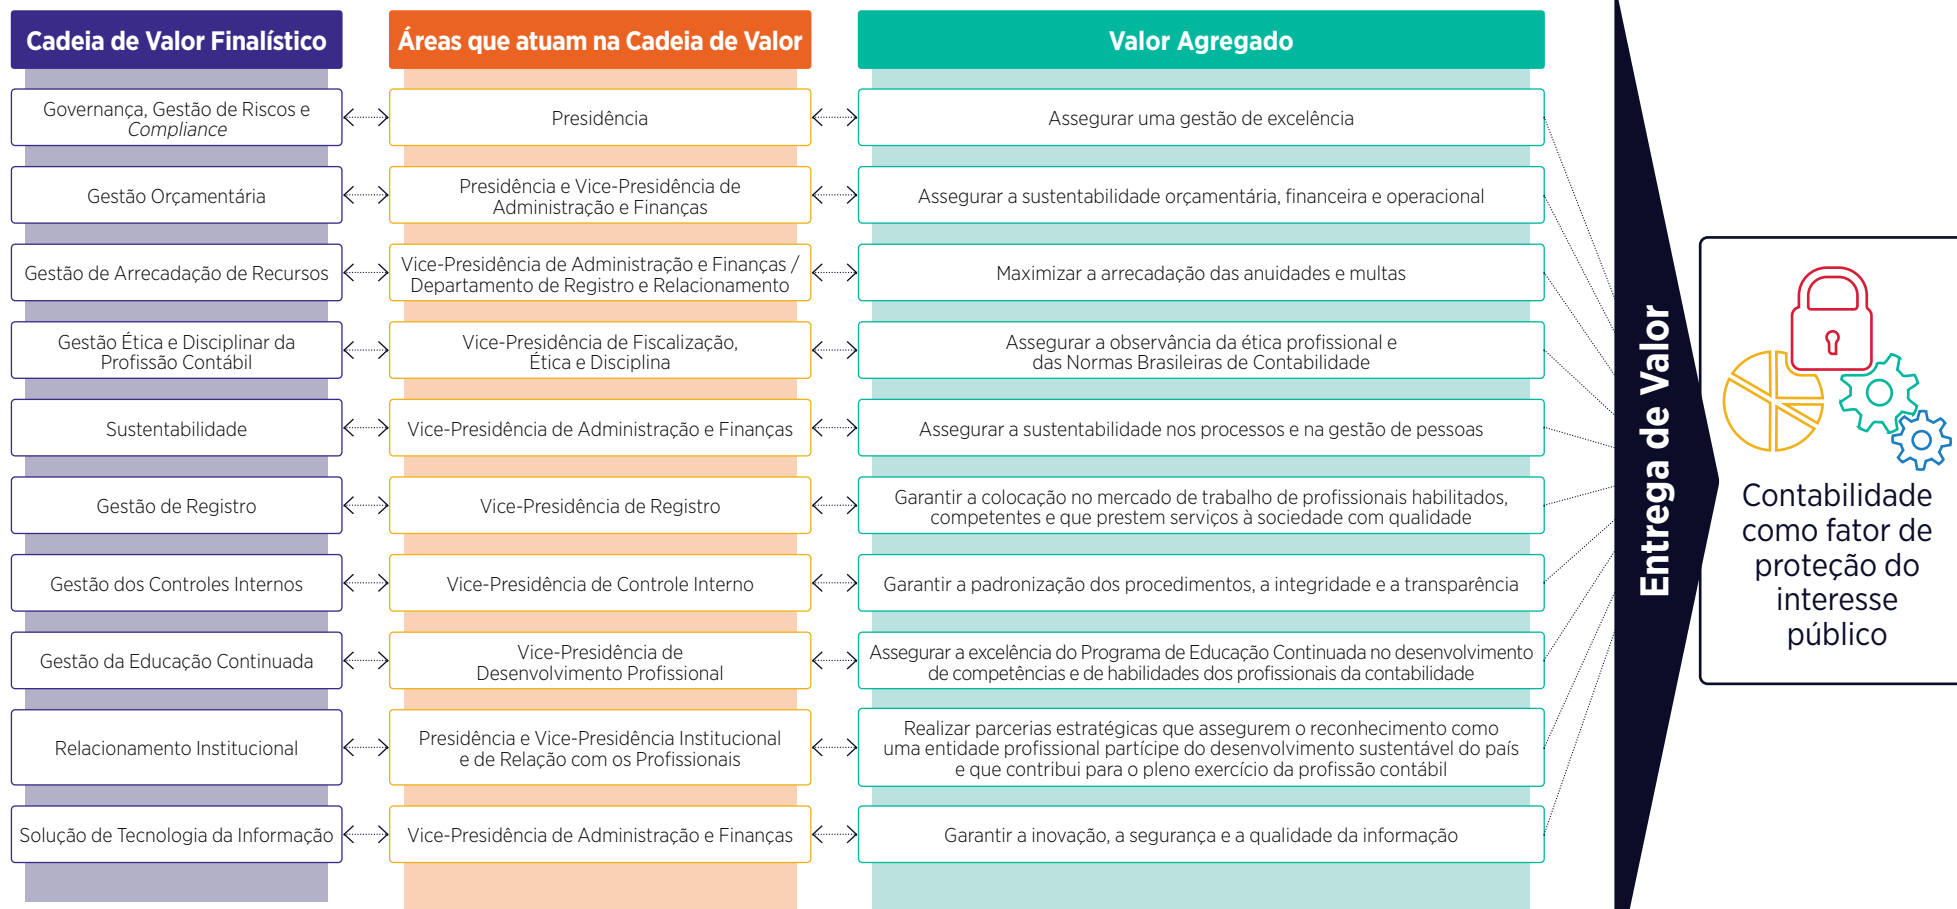 Cadeia de Valor Finalístico
Áreas que atuam na Cadeia de Valor
Valor Agregado
Governança, Gestão de Riscos e
Compliance
Presidência
Assegurar uma gestão de excelência
Gestão Orçamentária
Presidência e Vice-Presidência de
Administração e Finanças
Assegurar a sustentabilidade orçamentária, financeira e operacional
Gestão de Arrecadação de Recursos
Vice-Presidência de Administração e Finanças /
Departamento de Registro e Relacionamento
Maximizar a arrecadação das anuidades e multas
Gestão Ética e Disciplinar da
Profissão Contábil
Vice-Presidência de Fiscalização,
Ética e Disciplina
Assegurar a observância da ética profissional e
das Normas Brasileiras de Contabilidade
Sustentabilidade
Vice-Presidência de Administração e Finanças
Assegurar a sustentabilidade nos processos e na gestão de pessoas
Gestão de Registro
Vice-Presidência de Registro
Garantir a colocação no mercado de trabalho de profissionais habilitados,
competentes e que prestem serviços à sociedade com qualidade
Gestão dos Controles Internos
Vice-Presidência de Controle Interno
Garantir a padronização dos procedimentos, a integridade e a transparência
Gestão da Educação Continuada
Vice-Presidência de
Desenvolvimento Profissional
Assegurar a excelência do Programa de Educação Continuada no desenvolvimento
de competências e de habilidades dos profissionais da contabilidade
Relacionamento Institucional
Presidência e Vice-Presidência Institucional
e de Relação com os Profissionais
Realizar parcerias estratégicas que assegurem o reconhecimento como
uma entidade profissional partícipe do desenvolvimento sustentável do país
e que contribui para o pleno exercício da profissão contábil
Solução de Tecnologia da Informação
Vice-Presidência de Administração e Finanças
Garantir a inovação, a segurança e a qualidade da informação
Entrega de Valor
Contabilidade
como fator de
proteção do
interesse
público